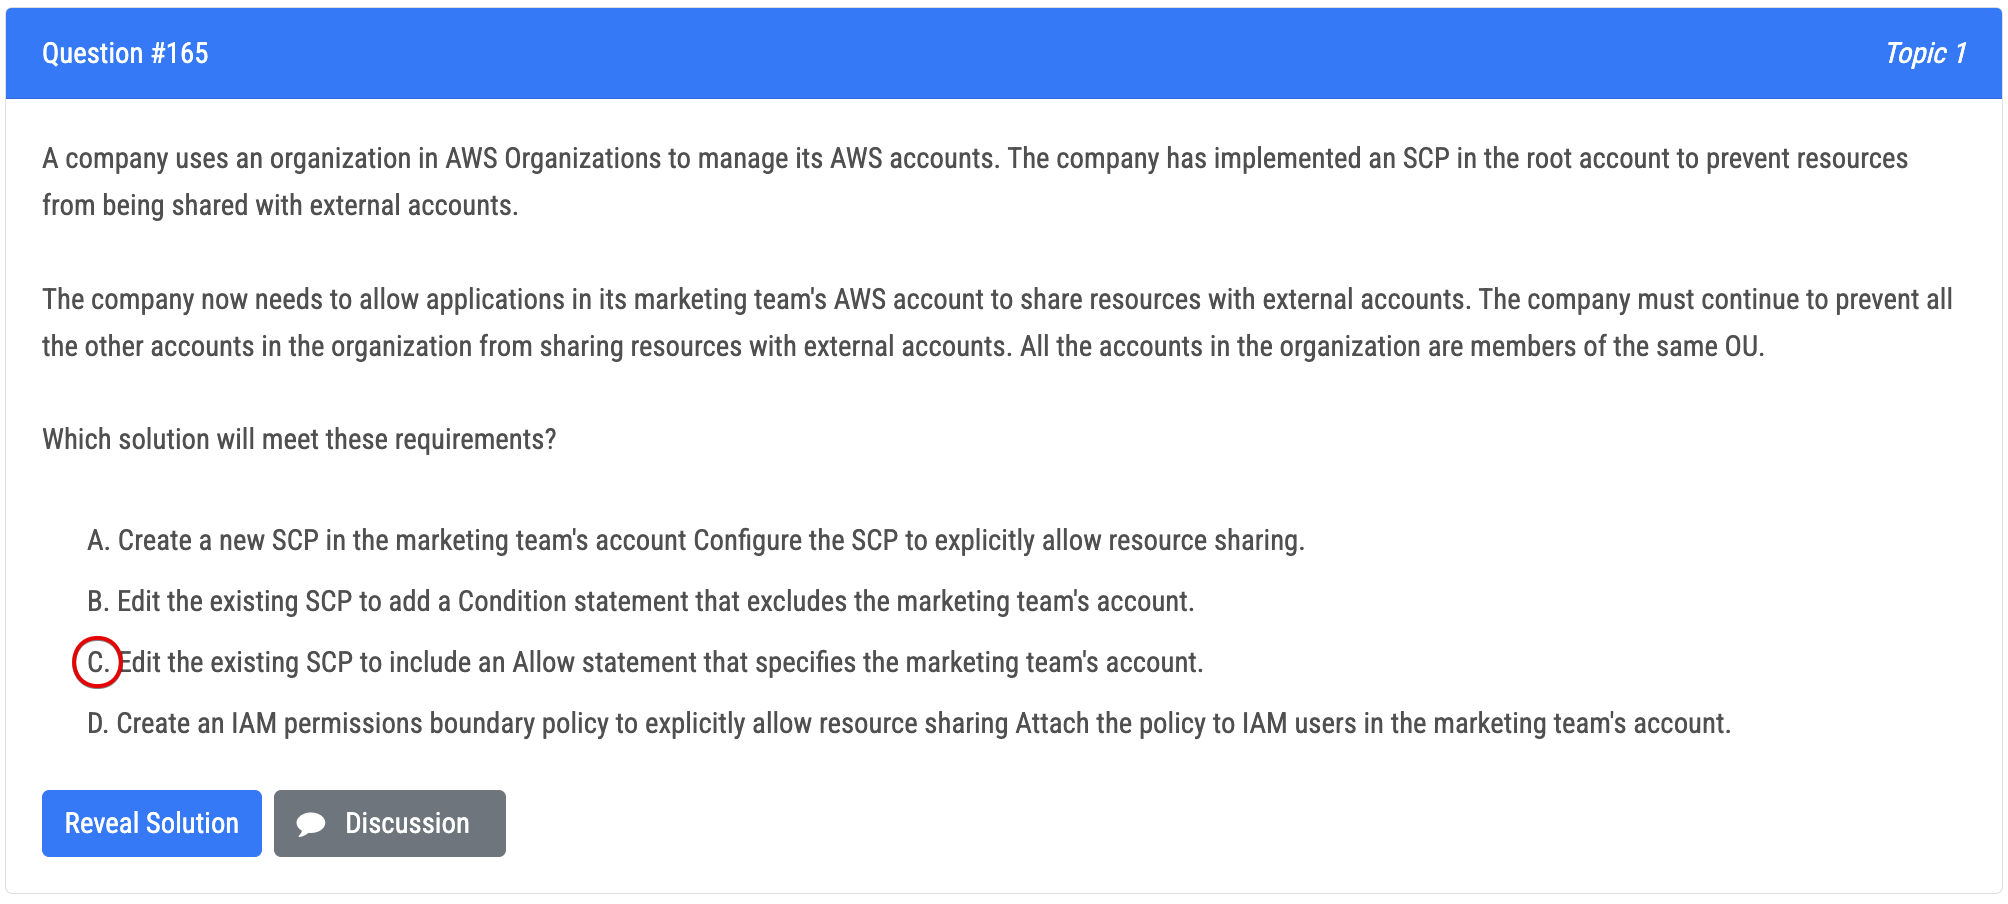 Question #165
Topic 1
A company uses an organization in AWS Organizations to manage its AWS accounts. The company has implemented an SCP in the root account to prevent resources
from being shared with external accounts.
The company now needs to allow applications in its marketing team's AWS account to share resources with external accounts. The company must continue to prevent all
the other accounts in the organization from sharing resources with external accounts. All the accounts in the organization are members of the same OU.
Which solution will meet these requirements?
A. Create a new SCP in the marketing team's account Configure the SCP to explicitly allow resource sharing.
B. Edit the existing SCP to add a Condition statement that excludes the marketing team's account.
C. Edit the existing SCP to include an Allow statement that specifies the marketing team's account.
D. Create an IAM permissions boundary policy to explicitly allow resource sharing Attach the policy to IAM users in the marketing team's account.
Reveal Solution
Discussion